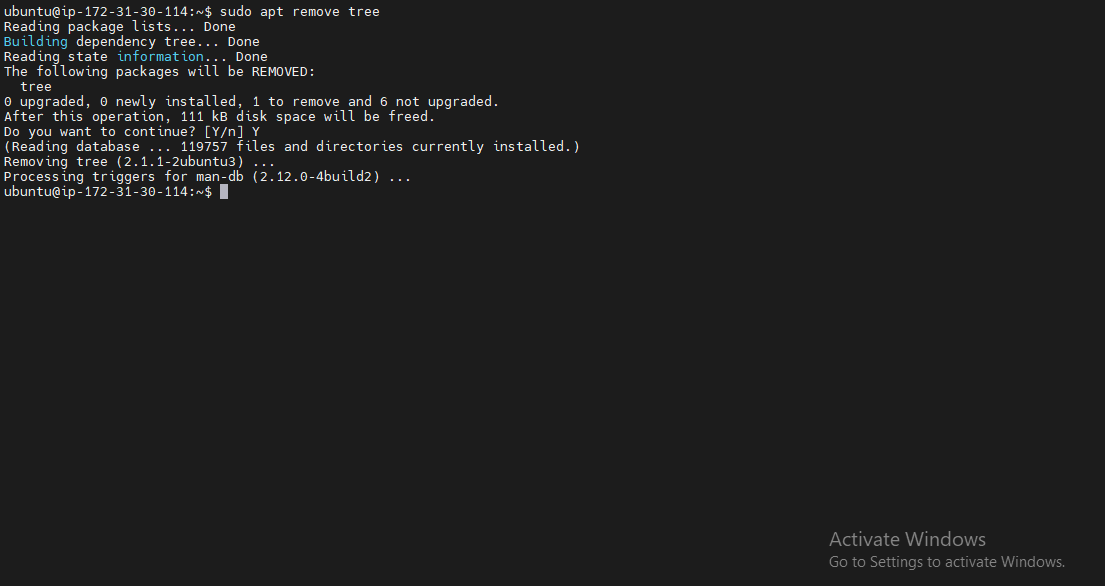 ubuntu@ip-172-31-30-114:~$ sudo apt remove tree
Reading package lists... Done
Building dependency tree... Done
Reading state information... Done
The following packages will be REMOVED:
  tree
0 upgraded, 0 newly installed, 1 to remove and 6 not upgraded.
After this operation, 111 kB disk space will be freed.
Do you want to continue? [Y/n] Y
(Reading database ... 119757 files and directories currently installed.)
Removing tree (2.1.1-2ubuntu3) ...
Processing triggers for man-db (2.12.0-4build2) ...
ubuntu@ip-172-31-30-114:~$
Activate Windows
Go to Settings to activate Windows.